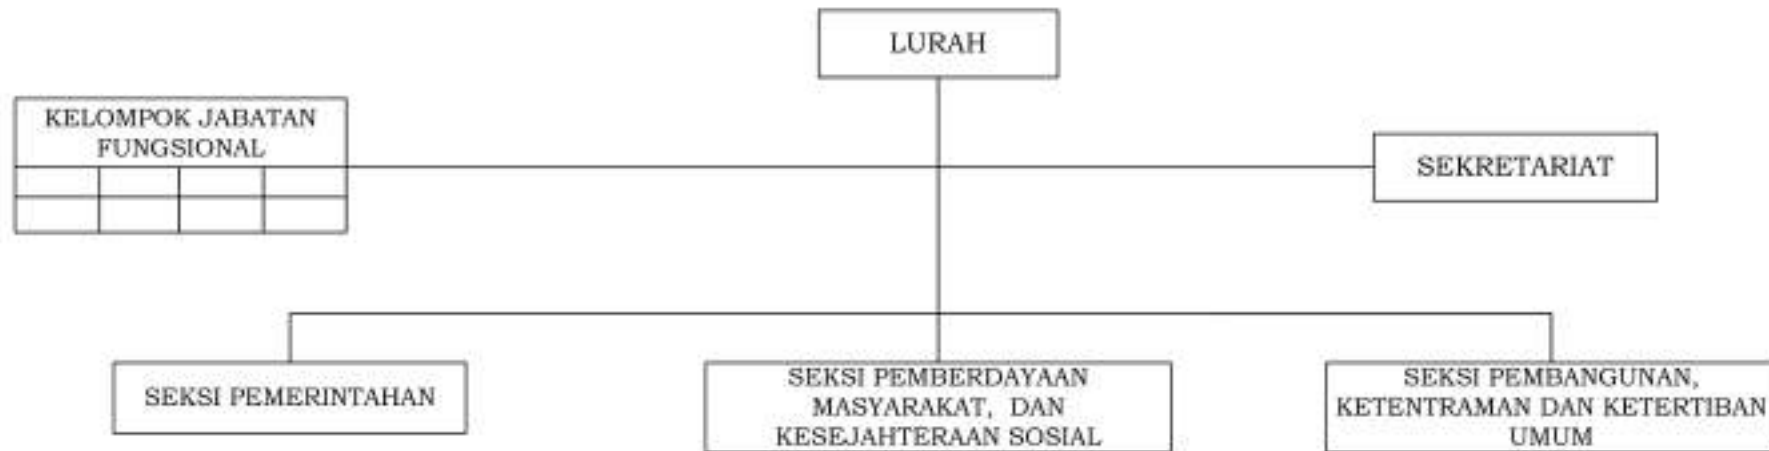 LURAH
KELOMPOK JABATAN
FUNGSIONAL
SEKRETARIAT
SEKSI PEMERINTAHAN
SEKSI PEMBERDAYAAN
MASYARAKAT, DAN
KESEJAHTERAAN SOSIAL
SEKSI PEMBANGUNAN,
KETENTRAMAN DAN KETERTIBAN
UMUM